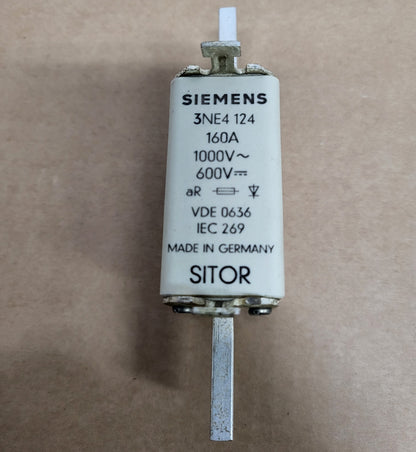 SIEMENS
3NE4 124
160A
1000V~
600V⎓
aR
VDE 0636
IEC 269
MADE IN GERMANY
SITOR